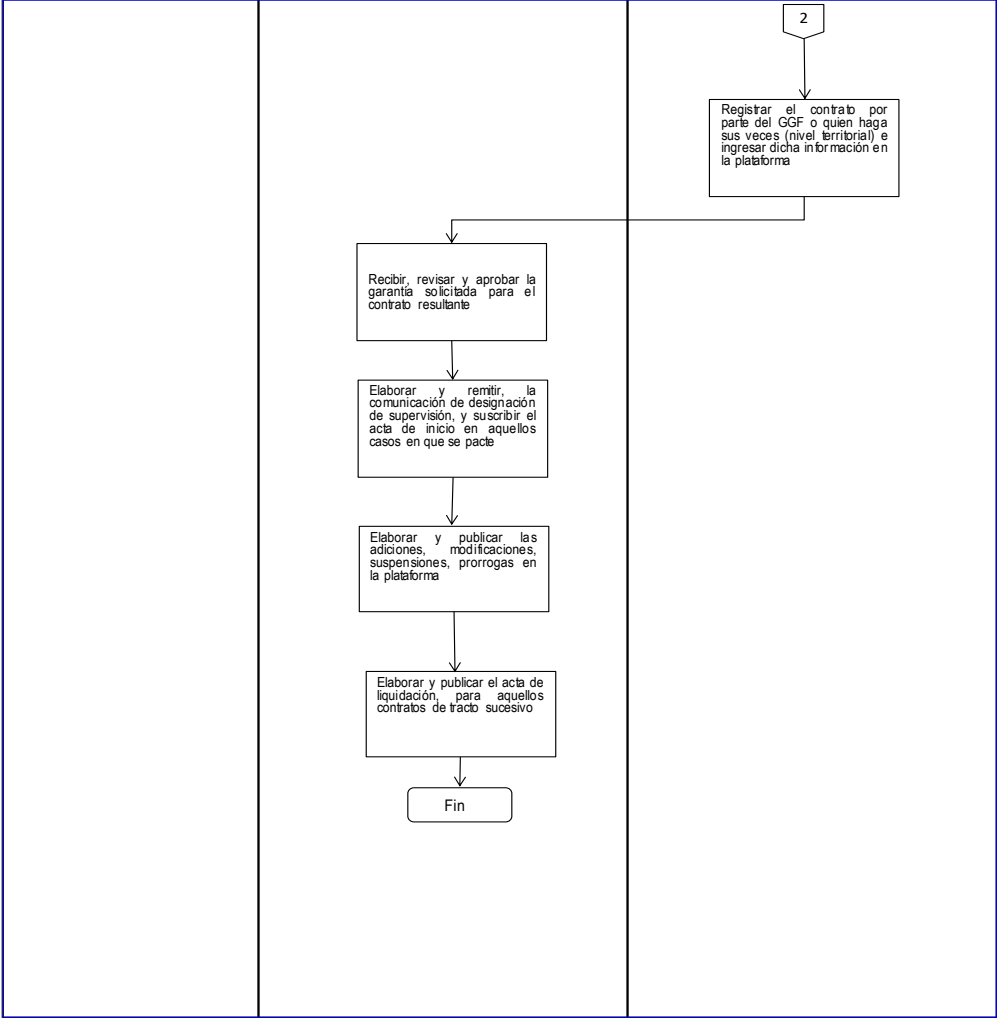 2
Registrar el contrato por
parte del GGF o quien haga
sus veces (nivel territorial) e
ingresar dicha información en
la plataforma
Recibir, revisar y aprobar la
garantía solicitada para el
contrato resultante
Elaborar y remitir, la
comunicación de designación
de supervisión, y suscribir el
acta de inicio en aquellos
casos en que se pacte
Elaborar y publicar las
adiciones, modificaciones,
suspensiones, prorrogas en
la plataforma
Elaborar y publicar el acta de
liquidación, para aquellos
contratos de tracto sucesivo
Fin